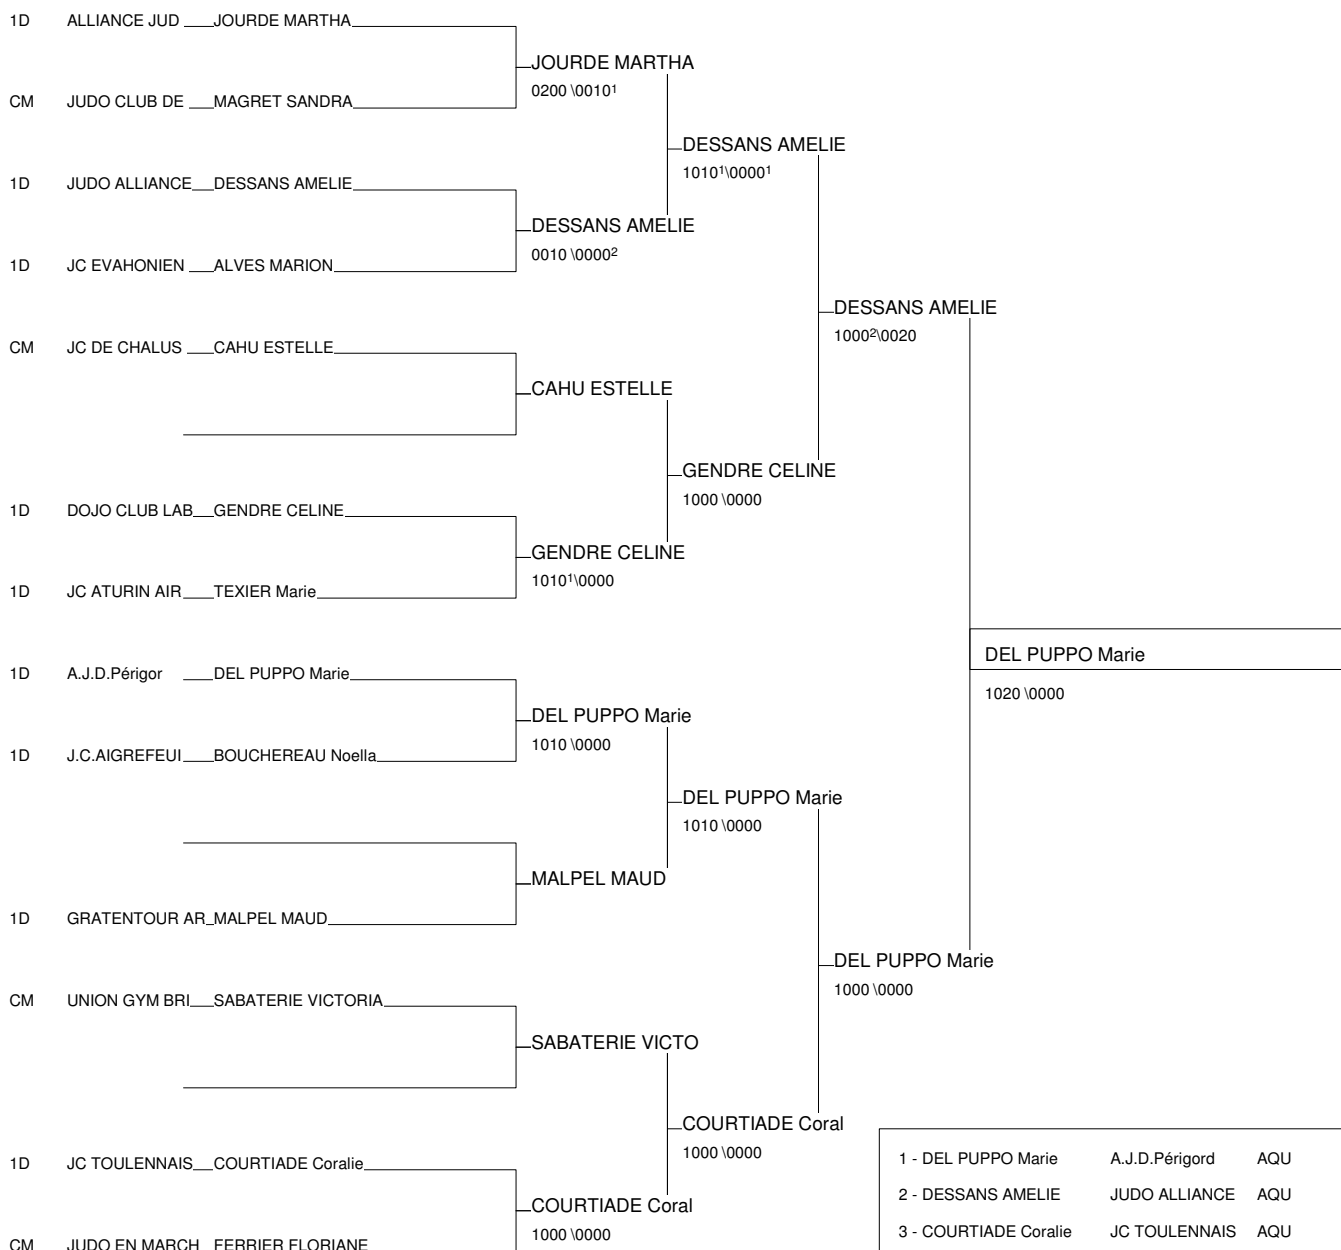 1D ALLIANCE JUD JOURDE MARTHA
JOURDE MARTHA
0200 \0010¹
CM JUDO CLUB DE MAGRET SANDRA
DESSANS AMELIE
1010¹\0000¹
1D JUDO ALLIANCE DESSANS AMELIE
DESSANS AMELIE
0010 \0000²
1D JC EVAHONIEN ALVES MARION
DESSANS AMELIE
1000²\0020
CM JC DE CHALUS CAHU ESTELLE
CAHU ESTELLE
GENDRE CELINE
1000 \0000
1D DOJO CLUB LAB GENDRE CELINE
GENDRE CELINE
1010¹\0000
1D JC ATURIN AIR TEXIER Marie
DEL PUPPO Marie
1020 \0000
1D A.J.D.Périgor DEL PUPPO Marie
DEL PUPPO Marie
1010 \0000
1D J.C.AIGREFEUI BOUCHEREAU Noella
DEL PUPPO Marie
1010 \0000
MALPEL MAUD
1D GRATENTOUR AR MALPEL MAUD
DEL PUPPO Marie
1000 \0000
CM UNION GYM BRI SABATERIE VICTORIA
SABATERIE VICTO
COURTIADE Coral
1000 \0000
1D JC TOULENNAIS COURTIADE Coralie
COURTIADE Coral
1000 \0000
CM JUDO EN MARCH FERRIER FLORIANE
1 - DEL PUPPO Marie A.J.D.Périgord AQU
2 - DESSANS AMELIE JUDO ALLIANCE AQU
3 - COURTIADE Coralie JC TOULENNAIS AQU